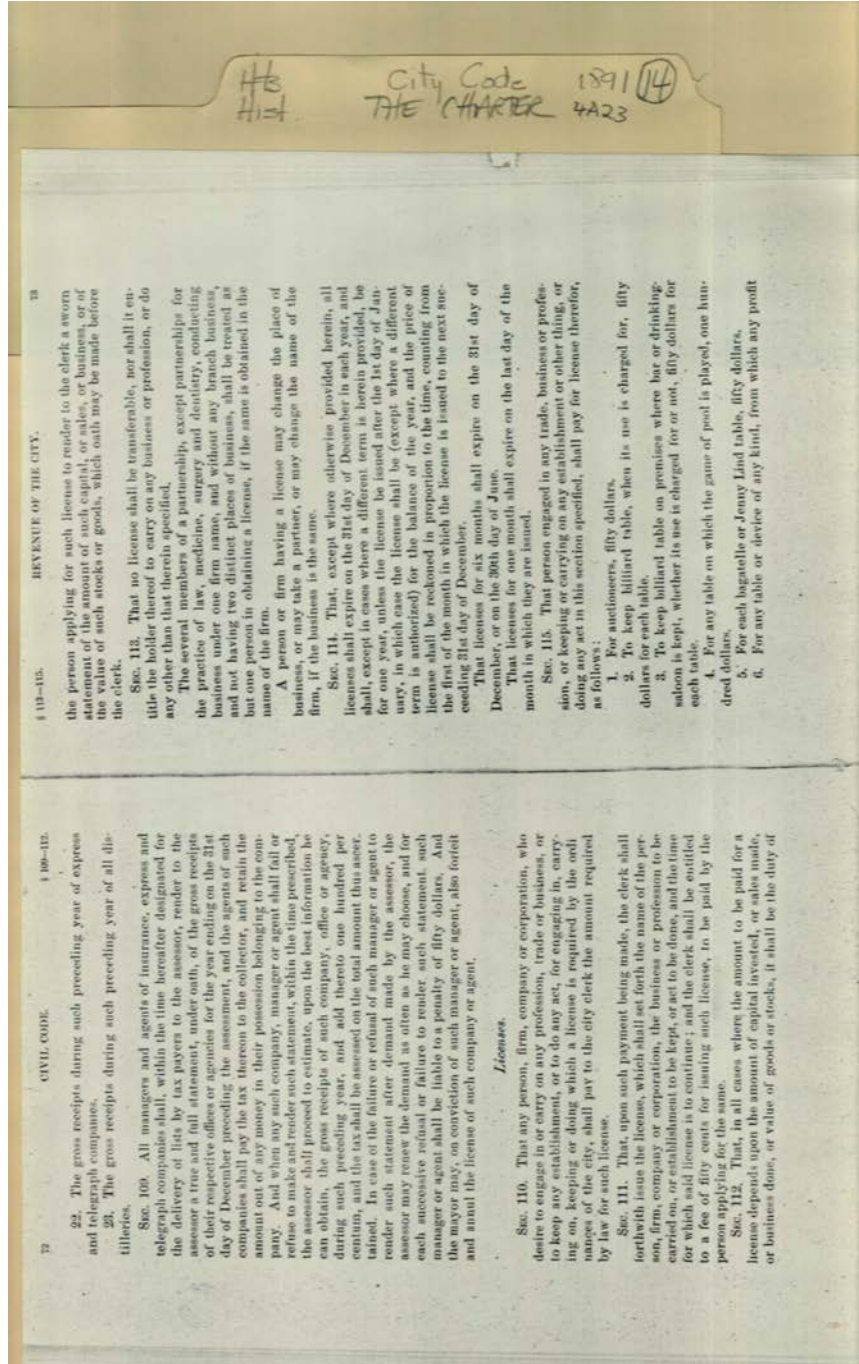 HB City Code 1891 14
Hist. THE CHARTER 4A23
72 CIVIL CODE. § 109–112.
22. The gross receipts during such preceding year of express
and telegraph companies.
23. The gross receipts during such preceding year of all dis-
tilleries.
SEC. 109. All managers and agents of insurance, express and
telegraph companies shall, within the time hereafter designated for
the delivery of lists by tax payers to the assessor, render to the
assessor a true and full statement, under oath, of the gross receipts
of their respective offices or agencies for the year ending on the 31st
day of December preceding the assessment, and the agents of such
companies shall pay the tax thereon to the collector, and retain the
amount out of any money in their possession belonging to the com-
pany. And when any such company, manager or agent shall fail or
refuse to make and render such statement, within the time prescribed,
the assessor shall proceed to estimate, upon the best information he
can obtain, the gross receipts of such company, office or agency,
during such preceding year, and add thereto one hundred per
centum, and the tax shall be assessed on the total amount thus ascer-
tained. In case of the failure or refusal of such manager or agent to
render such statement after demand made by the assessor, the
assessor may renew the demand as often as he may choose, and for
each successive refusal or failure to render such statement, such
manager or agent shall be liable to a penalty of fifty dollars. And
the mayor may, on conviction of such manager or agent, also forfeit
and annul the license of such company or agent.
Licenses.
SEC. 110. That any person, firm, company or corporation, who
desire to engage in or carry on any profession, trade or business, or
to keep any establishment, or to do any act, for engaging in, carry-
ing on, keeping or doing which a license is required by the ordi
nances of the city, shall pay to the city clerk the amount required
by law for such license.
SEC. 111. That, upon such payment being made, the clerk shall
forthwith issue the license, which shall set forth the name of the per-
son, firm, company or corporation, the business or profession to be
carried on, or establishment to be kept, or act to be done, and the time
for which said license is to continue; and the clerk shall be entitled
to a fee of fifty cents for issuing such license, to be paid by the
person applying for the same.
SEC. 112. That, in all cases where the amount to be paid for a
license depends upon the amount of capital invested, or sales made,
or business done, or value of goods or stocks, it shall be the duty of
§ 113–115. REVENUE OF THE CITY. 73
the person applying for such license to render to the clerk a sworn
statement of the amount of such capital, or sales, or business, or of
the value of such stocks or goods, which oath may be made before
the clerk.
SEC. 113. That no license shall be transferable, nor shall it en-
title the holder thereof to carry on any business or profession, or do
any other than that therein specified.
The several members of a partnership, except partnerships for
the practice of law, medicine, surgery and dentistry, conducting
business under one firm name, and without any branch business,
and not having two distinct places of business, shall be treated as
but one person in obtaining a license, if the same is obtained in the
name of the firm.
A person or firm having a license may change the place of
business, or may take a partner, or may change the name of the
firm, if the business is the same.
SEC. 114. That, except where otherwise provided herein, all
licenses shall expire on the 31st day of December in each year, and
shall, except in cases where a different term is herein provided, be
for one year, unless the license be issued after the 1st day of Jan-
uary, in which case the license shall be (except where a different
term is authorized) for the balance of the year, and the price of
license shall be reckoned in proportion to the time, counting from
the first of the month in which the license is issued to the next suc-
ceeding 31st day of December.
That licenses for six months shall expire on the 31st day of
December, or on the 30th day of June.
That licenses for one month shall expire on the last day of the
month in which they are issued.
SEC. 115. That person engaged in any trade, business or profes-
sion, or keeping or carrying on any establishment or other thing, or
doing any act in this section specified, shall pay for license therefor,
as follows:
1. For auctioneers, fifty dollars.
2. To keep billiard table, when its use is charged for, fifty
dollars for each table.
3. To keep billiard table on premises where bar or drinking-
saloon is kept, whether its use is charged for or not, fifty dollars for
each table.
4. For any table on which the game of pool is played, one hun-
dred dollars.
5. For each bagatelle or Jenny Lind table, fifty dollars.
6. For any table or device of any kind, from which any profit